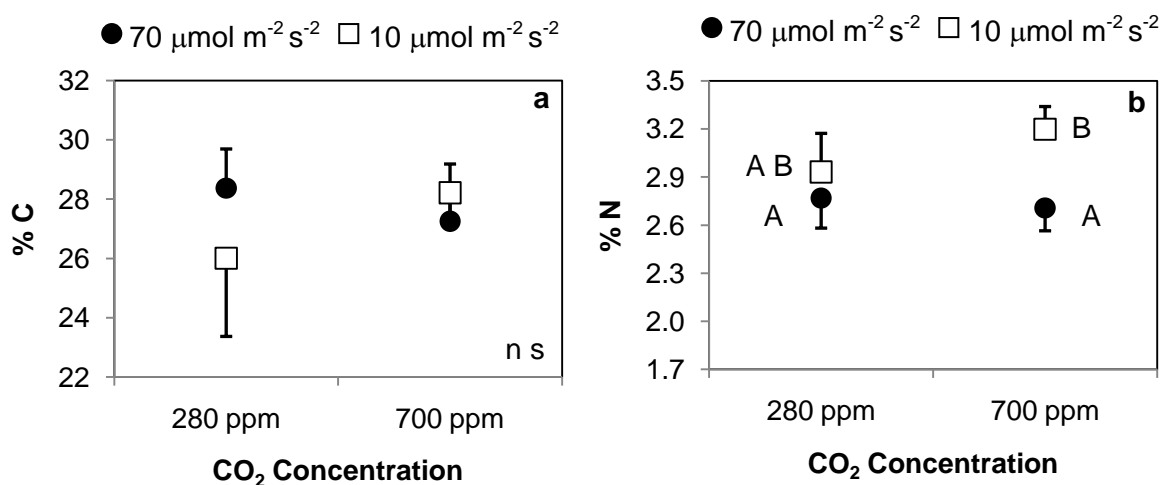 ● 70 μmol m⁻² s⁻² □ 10 μmol m⁻² s⁻²
32
30
28
26
24
22
% C
a
n s
280 ppm 700 ppm
CO₂ Concentration
● 70 μmol m⁻² s⁻² □ 10 μmol m⁻² s⁻²
3.5
3.2
2.9
2.6
2.3
2.0
1.7
% N
b
B
A B
A A
280 ppm 700 ppm
CO₂ Concentration